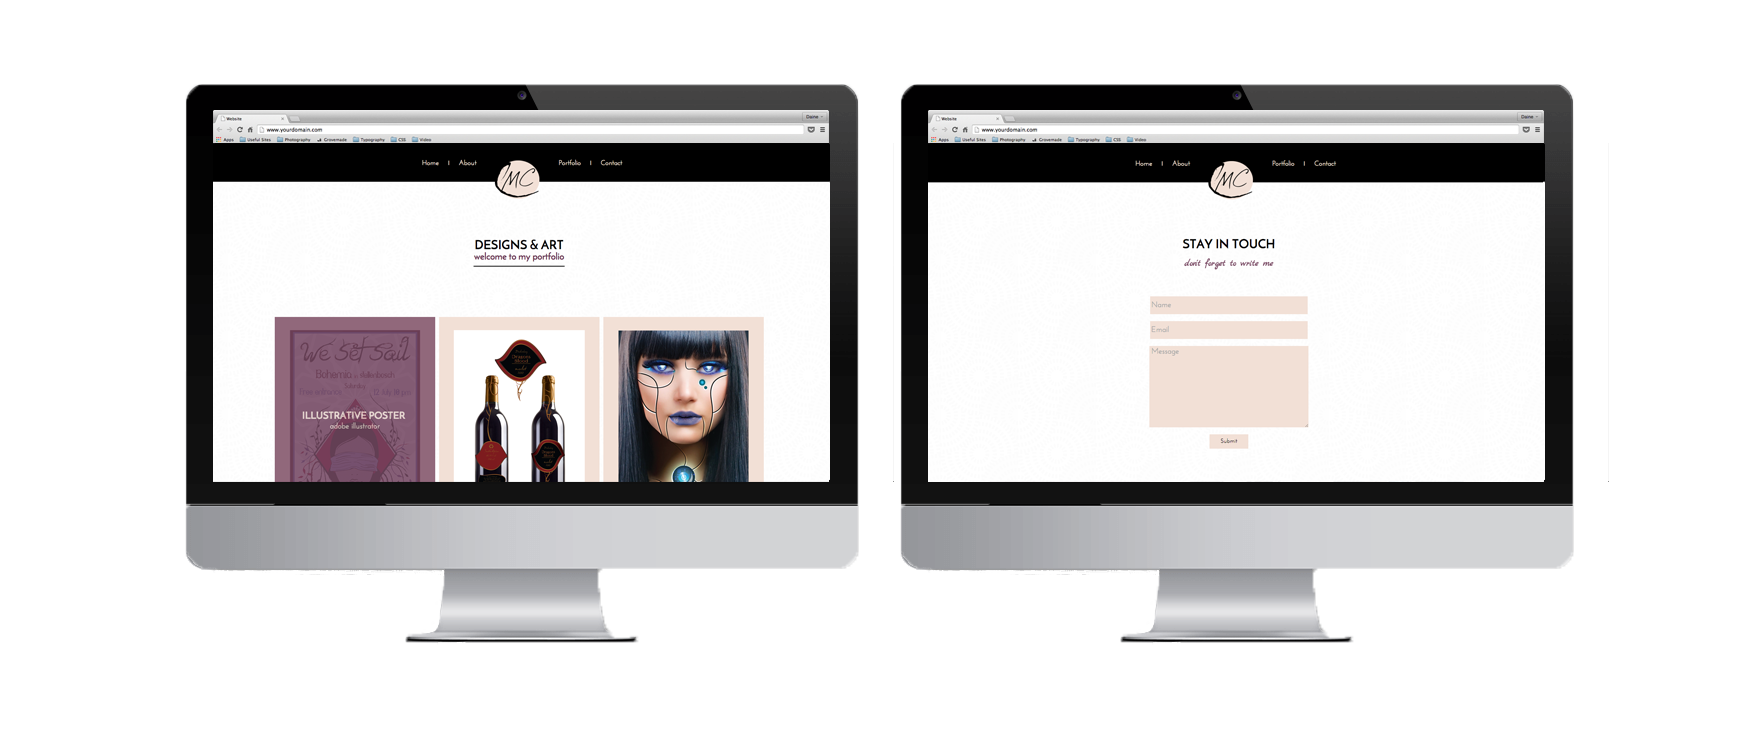 Website
Daine
www.yourdomain.com
Apps Useful Sites Photography Grovemade Typography CSS Video
Home | About MC Portfolio | Contact
DESIGNS & ART
welcome to my portfolio
We Set Sail
Bohemia
ILLUSTRATIVE POSTER
adobe illustrator
Website
Daine
www.yourdomain.com
Apps Useful Sites Photography Grovemade Typography CSS Video
Home | About MC Portfolio | Contact
STAY IN TOUCH
don't forget to write me
Name
Email
Message
Submit